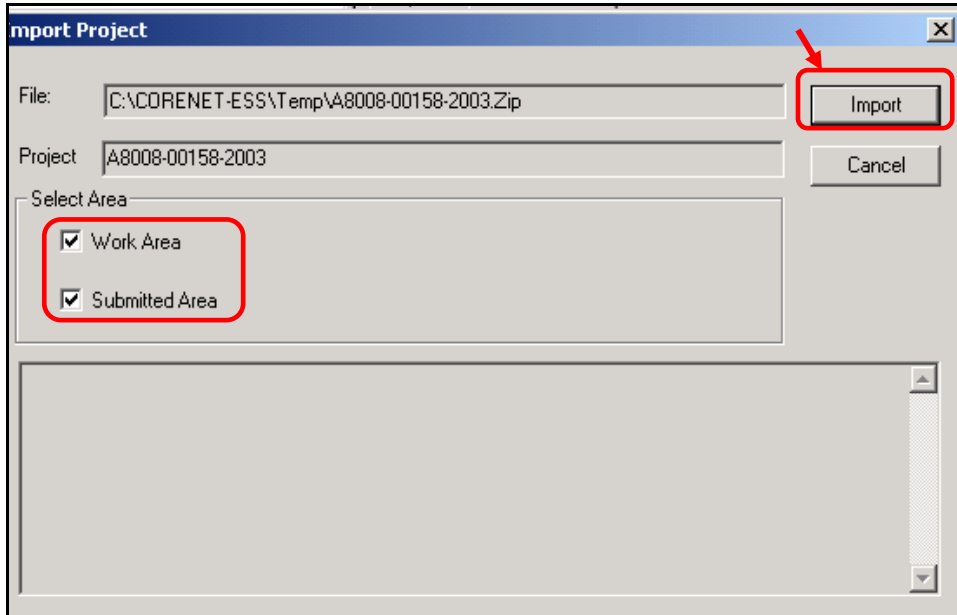 mport Project
File:
C:\CORENET-ESS\Temp\A8008-00158-2003.Zip
Import
Project
A8008-00158-2003
Cancel
Select Area
Work Area
Submitted Area